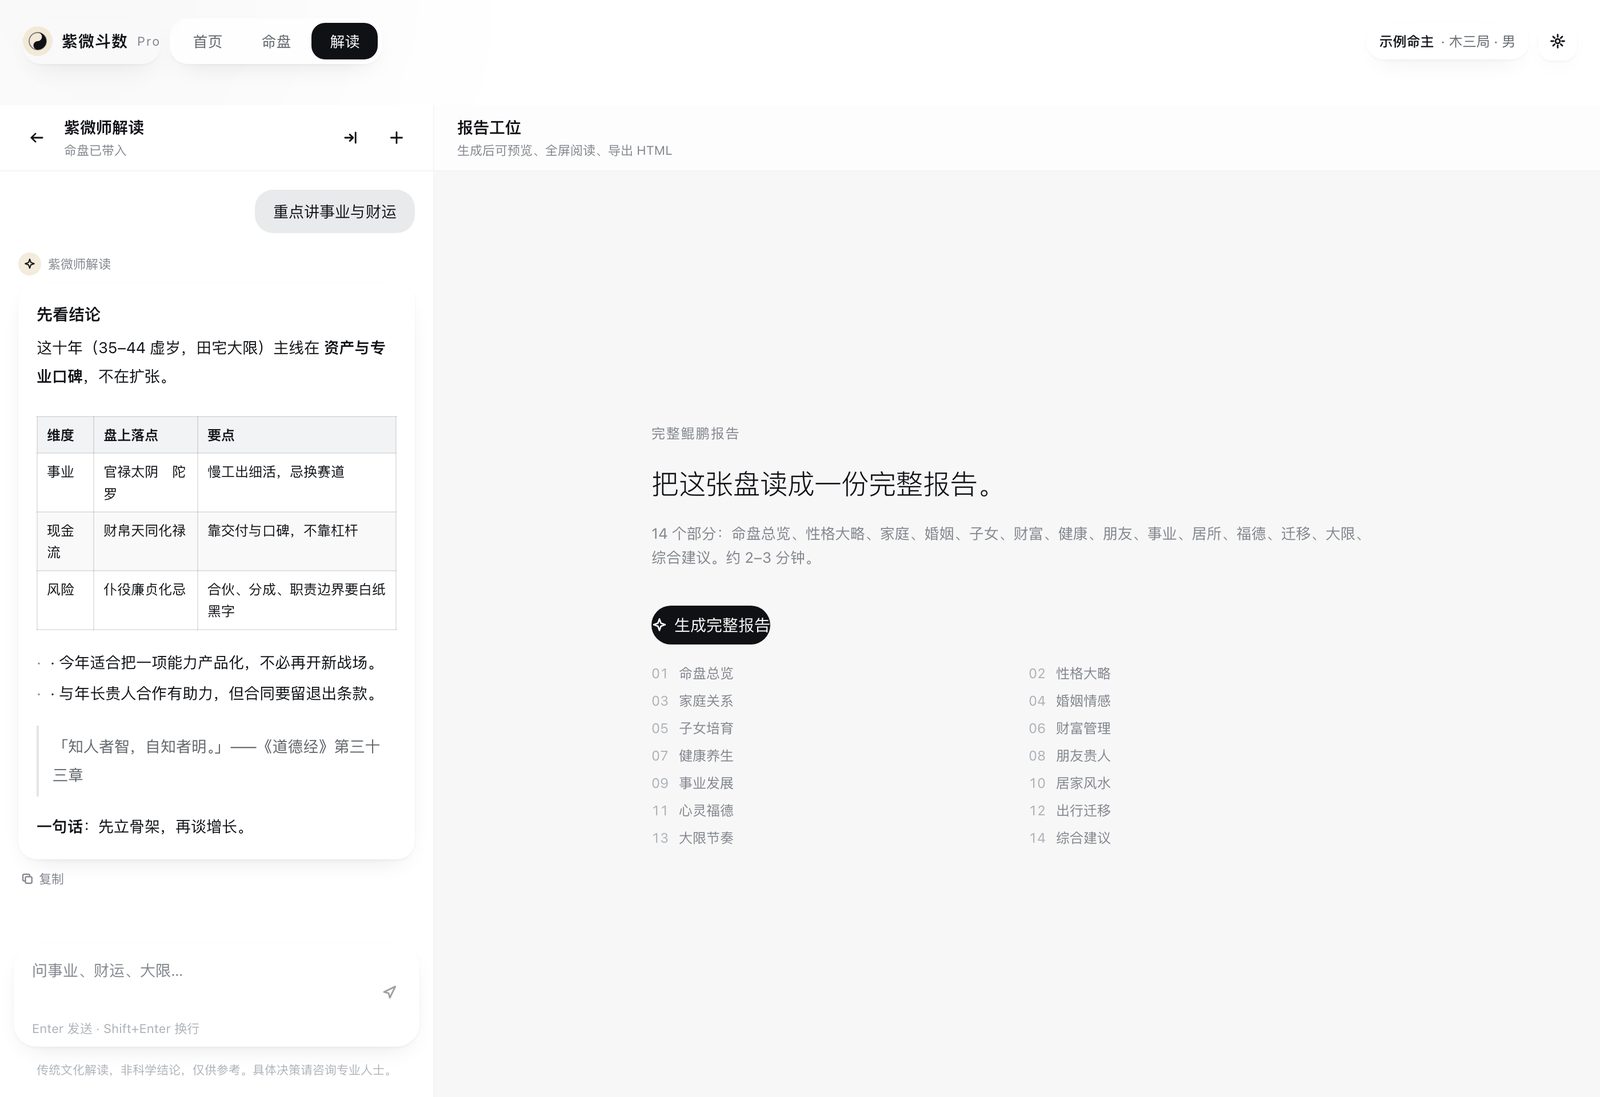 紫微斗数 Pro
首页 命盘 解读
示例命主 · 木三局 · 男
紫微师解读
命盘已带入
重点讲事业与财运
紫微师解读
先看结论
这十年（35–44 虚岁，田宅大限）主线在 资产与专
业口碑，不在扩张。
维度 盘上落点 要点
事业 官禄太阴 陀 慢工出细活，忌换赛道
罗
现金 财帛天同化禄 靠交付与口碑，不靠杠杆
流
风险 仆役廉贞化忌 合伙、分成、职责边界要白纸
黑字
· · 今年适合把一项能力产品化，不必再开新战场。
· · 与年长贵人合作有助力，但合同要留退出条款。
「知人者智，自知者明。」——《道德经》第三十
三章
一句话：先立骨架，再谈增长。
复制
问事业、财运、大限...
Enter 发送 · Shift+Enter 换行
传统文化解读，非科学结论，仅供参考。具体决策请咨询专业人士。
报告工位
生成后可预览、全屏阅读、导出 HTML
完整鲲鹏报告
把这张盘读成一份完整报告。
14 个部分：命盘总览、性格大略、家庭、婚姻、子女、财富、健康、朋友、事业、居所、福德、迁移、大限、
综合建议。约 2–3 分钟。
生成完整报告
01 命盘总览 02 性格大略
03 家庭关系 04 婚姻情感
05 子女培育 06 财富管理
07 健康养生 08 朋友贵人
09 事业发展 10 居家风水
11 心灵福德 12 出行迁移
13 大限节奏 14 综合建议